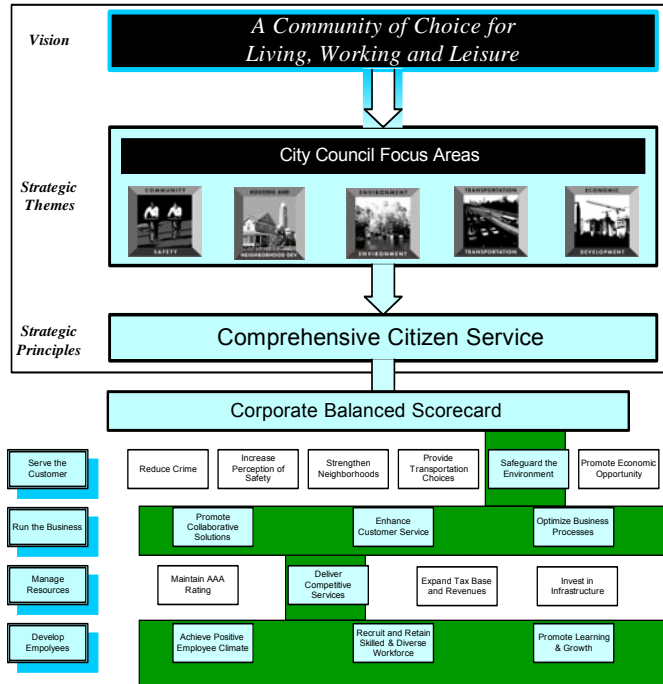 Vision
A Community of Choice for
Living, Working and Leisure
City Council Focus Areas
Strategic
Themes
COMMUNITY
SAFETY
HOUSING AND
NEIGHBORHOOD DEV.
ENVIRONMENT
ENVIRONMENT
TRANSPORTATION
TRANSPORTATION
ECONOMIC
DEVELOPMENT
Strategic
Principles
Comprehensive Citizen Service
Corporate Balanced Scorecard
Serve the
Customer
Reduce Crime
Increase
Perception of
Safety
Strengthen
Neighborhoods
Provide
Transportation
Choices
Safeguard the
Environment
Promote Economic
Opportunity
Run the Business
Promote
Collaborative
Solutions
Enhance
Customer Service
Optimize Business
Processes
Manage
Resources
Maintain AAA
Rating
Deliver
Competitive
Services
Expand Tax Base
and Revenues
Invest in
Infrastructure
Develop
Empolyees
Achieve Positive
Employee Climate
Recruit and Retain
Skilled & Diverse
Workforce
Promote Learning
& Growth